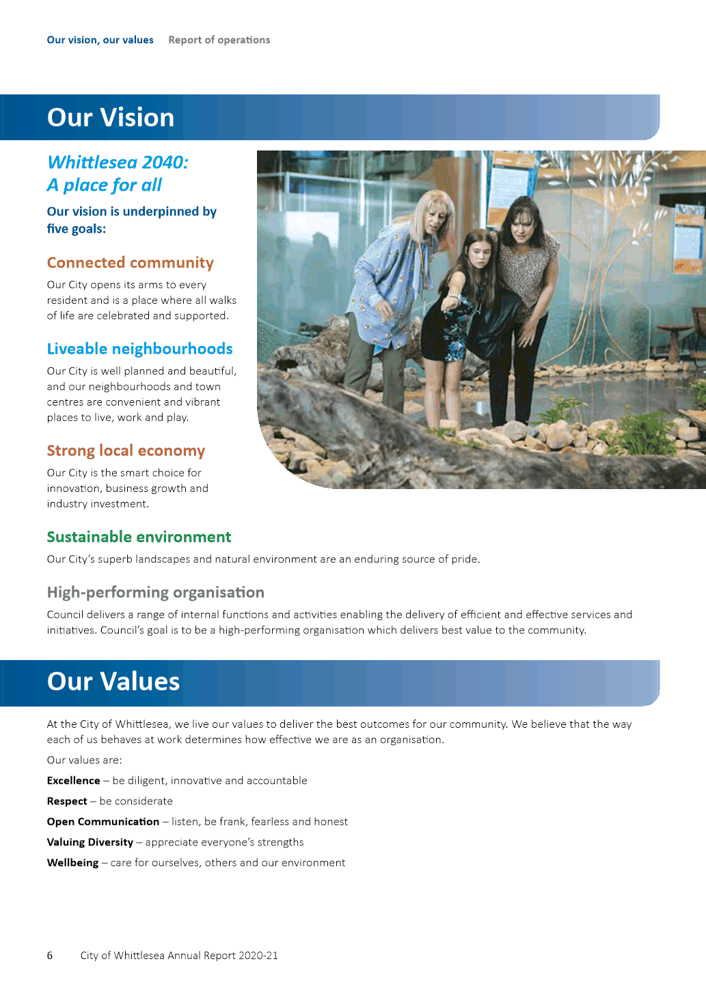 Our vision, our values Report of operations
Our Vision
Whittlesea 2040:
A place for all
Our vision is underpinned by
five goals:
Connected community
Our City opens its arms to every
resident and is a place where all walks
of life are celebrated and supported.
Liveable neighbourhoods
Our City is well planned and beautiful,
and our neighbourhoods and town
centres are convenient and vibrant
places to live, work and play.
Strong local economy
Our City is the smart choice for
innovation, business growth and
industry investment.
Sustainable environment
Our City’s superb landscapes and natural environment are an enduring source of pride.
High-performing organisation
Council delivers a range of internal functions and activities enabling the delivery of efficient and effective services and
initiatives. Council’s goal is to be a high-performing organisation which delivers best value to the community.
Our Values
At the City of Whittlesea, we live our values to deliver the best outcomes for our community. We believe that the way
each of us behaves at work determines how effective we are as an organisation.
Our values are:
Excellence – be diligent, innovative and accountable
Respect – be considerate
Open Communication – listen, be frank, fearless and honest
Valuing Diversity – appreciate everyone’s strengths
Wellbeing – care for ourselves, others and our environment
6 City of Whittlesea Annual Report 2020-21